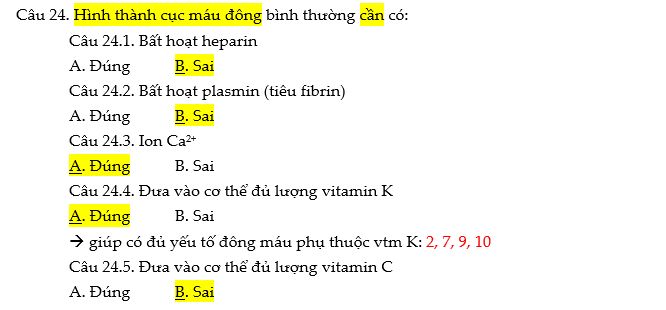 Câu 24. Hình thành cục máu đông bình thường cần có:
Câu 24.1. Bất hoạt heparin
A. Đúng B. Sai
Câu 24.2. Bất hoạt plasmin (tiêu fibrin)
A. Đúng B. Sai
Câu 24.3. Ion Ca²⁺
A. Đúng B. Sai
Câu 24.4. Đưa vào cơ thể đủ lượng vitamin K
A. Đúng B. Sai
→ giúp có đủ yếu tố đông máu phụ thuộc vtm K: 2, 7, 9, 10
Câu 24.5. Đưa vào cơ thể đủ lượng vitamin C
A. Đúng B. Sai